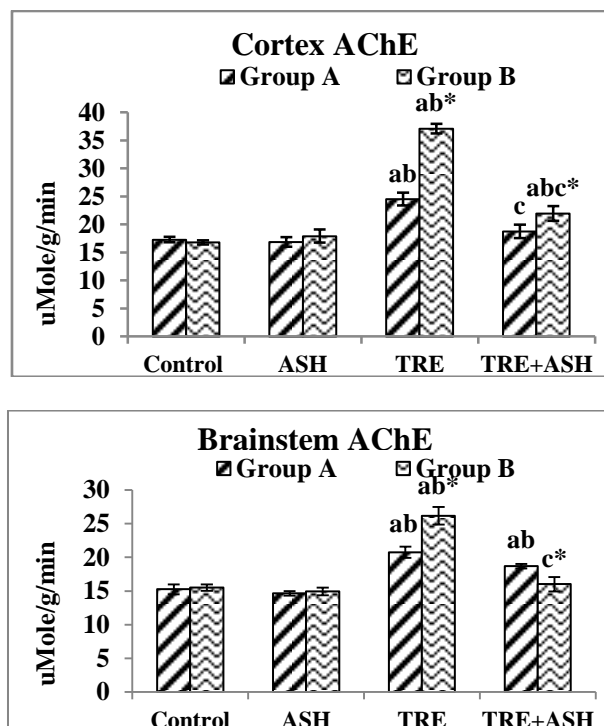 Cortex AChE
Group A Group B
40
35
30
25
20
15
10
5
0
uMole/g/min
ab
ab*
c
abc*
Control ASH TRE TRE+ASH
Brainstem AChE
Group A Group B
30
25
20
15
10
5
0
uMole/g/min
ab
ab*
ab
c*
Control ASH TRE TRE+ASH